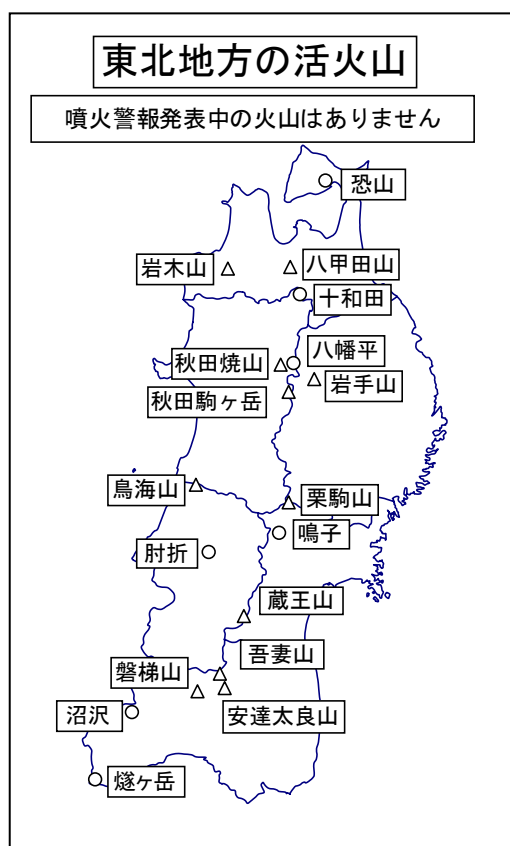 東北地方の活火山
噴火警報発表中の火山はありません
恐山
岩木山
八甲田山
十和田
八幡平
秋田焼山
岩手山
秋田駒ヶ岳
鳥海山
栗駒山
鳴子
肘折
蔵王山
吾妻山
磐梯山
沼沢
安達太良山
燧ヶ岳